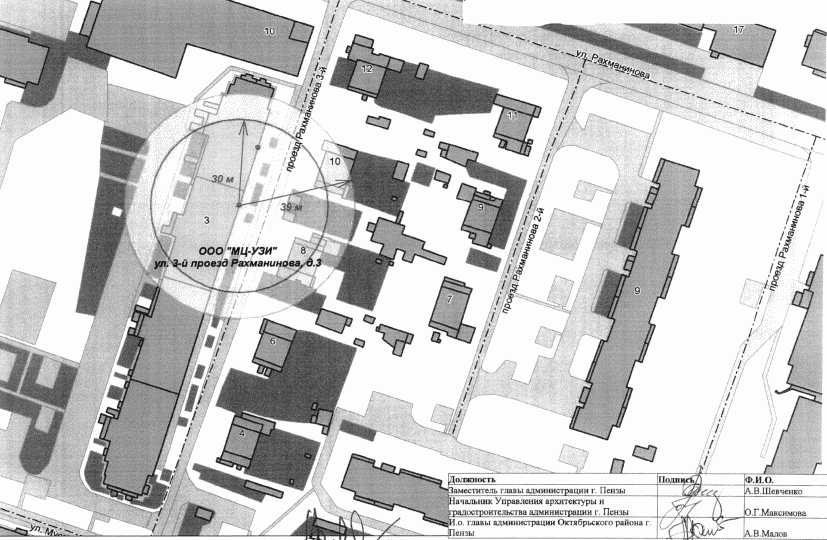 10
17
ул. Рахманинова
12
проезд Рахманинова 3-й
11
10
30 м
39 м
3
9
8
ООО "МЦ-УЗИ"
ул. 3-й проезд Рахманинова, д.3
проезд Рахманинова 2-й
проезд Рахманинова 1-й
7
9
6
4
Должность Подпись Ф.И.О.
Заместитель главы администрации г. Пензы А.В.Шевченко
Начальник Управления архитектуры и
градостроительства администрации г. Пензы О.Г.Максимова
И.о. главы администрации Октябрьского района г.
Пензы А.В.Малов
ул.